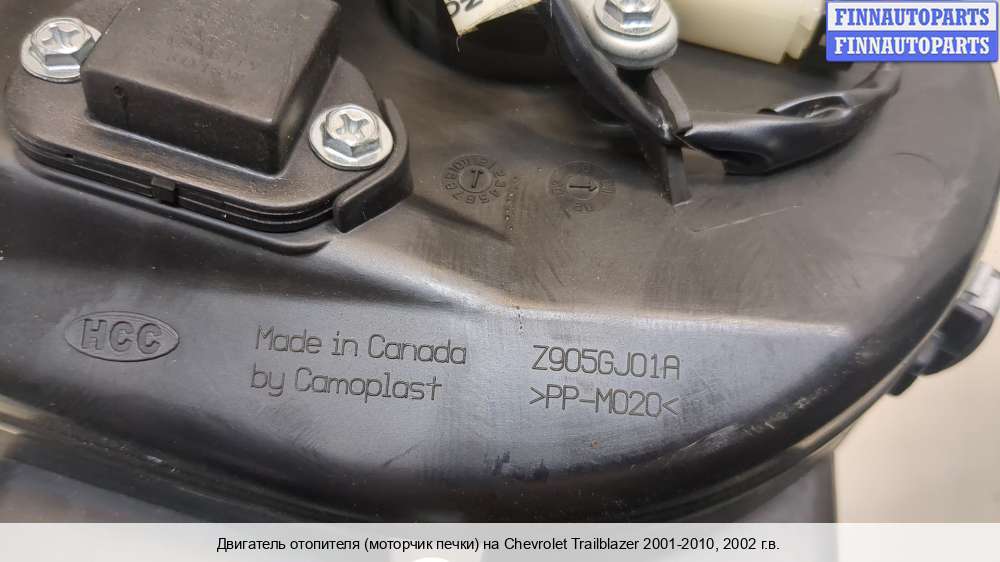 FINNAUTOPARTS
FINNAUTOPARTS
HCC
Made in Canada
by Camoplast
Z905GJ01A
>PP-M020<
Двигатель отопителя (моторчик печки) на Chevrolet Trailblazer 2001-2010, 2002 г.в.